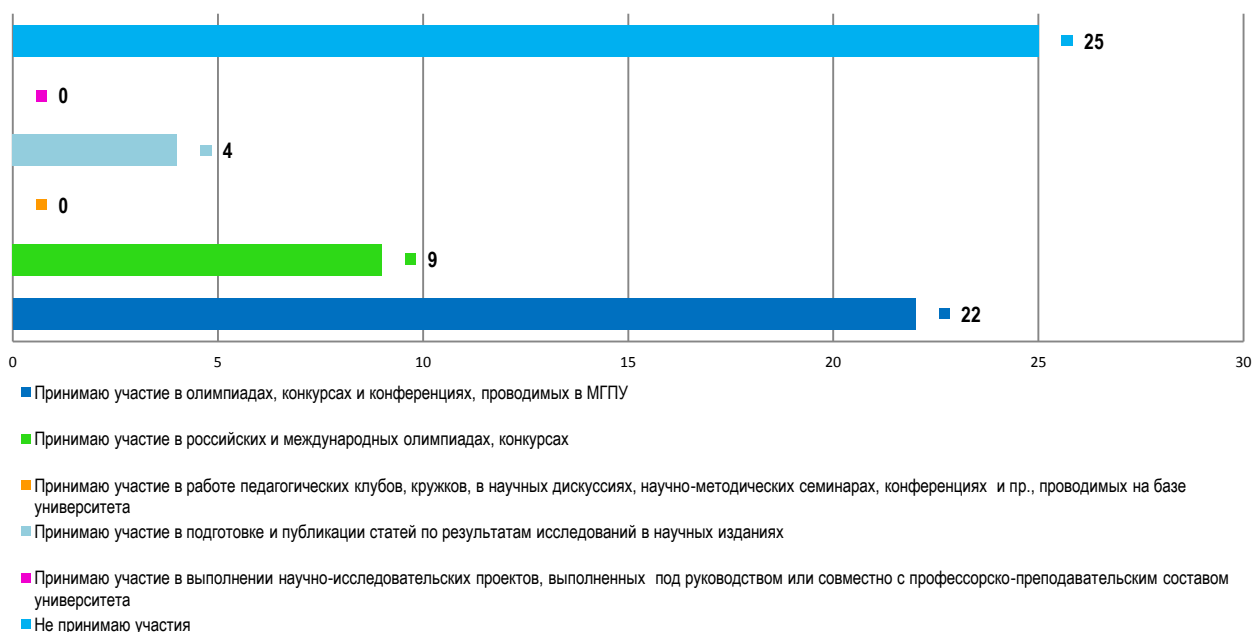 25
0
4
0
9
22
0 5 10 15 20 25 30
Принимаю участие в олимпиадах, конкурсах и конференциях, проводимых в МГПУ
Принимаю участие в российских и международных олимпиадах, конкурсах
Принимаю участие в работе педагогических клубов, кружков, в научных дискуссиях, научно-методических семинарах, конференциях и пр., проводимых на базе
университета
Принимаю участие в подготовке и публикации статей по результатам исследований в научных изданиях
Принимаю участие в выполнении научно-исследовательских проектов, выполненных под руководством или совместно с профессорско-преподавательским составом
университета
Не принимаю участия